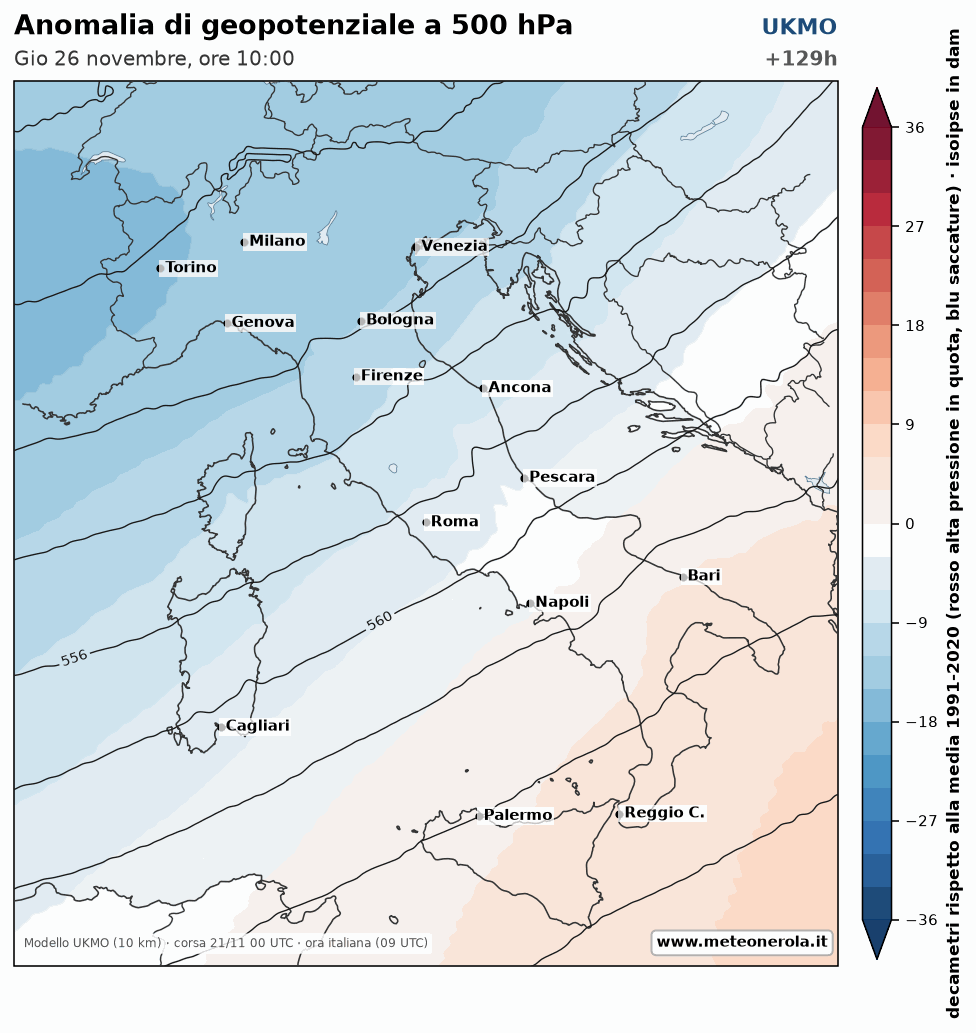 Anomalia di geopotenziale a 500 hPa
UKMO
Gio 26 novembre, ore 10:00
+129h
Milano
Venezia
Torino
Genova
Bologna
Firenze
Ancona
Pescara
Roma
Bari
Napoli
560
556
Cagliari
Palermo
Reggio C.
Modello UKMO (10 km) · corsa 21/11 00 UTC · ora italiana (09 UTC)
www.meteonerola.it
36
27
18
9
0
−9
−18
−27
−36
decametri rispetto alla media 1991-2020 (rosso alta pressione in quota, blu saccature) · isoipse in dam